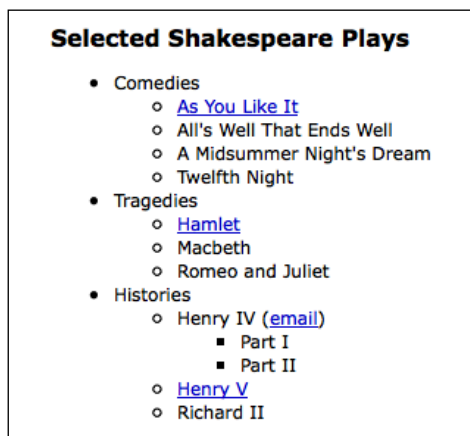 Selected Shakespeare Plays
Comedies
As You Like It
All's Well That Ends Well
A Midsummer Night's Dream
Twelfth Night
Tragedies
Hamlet
Macbeth
Romeo and Juliet
Histories
Henry IV (email)
Part I
Part II
Henry V
Richard II